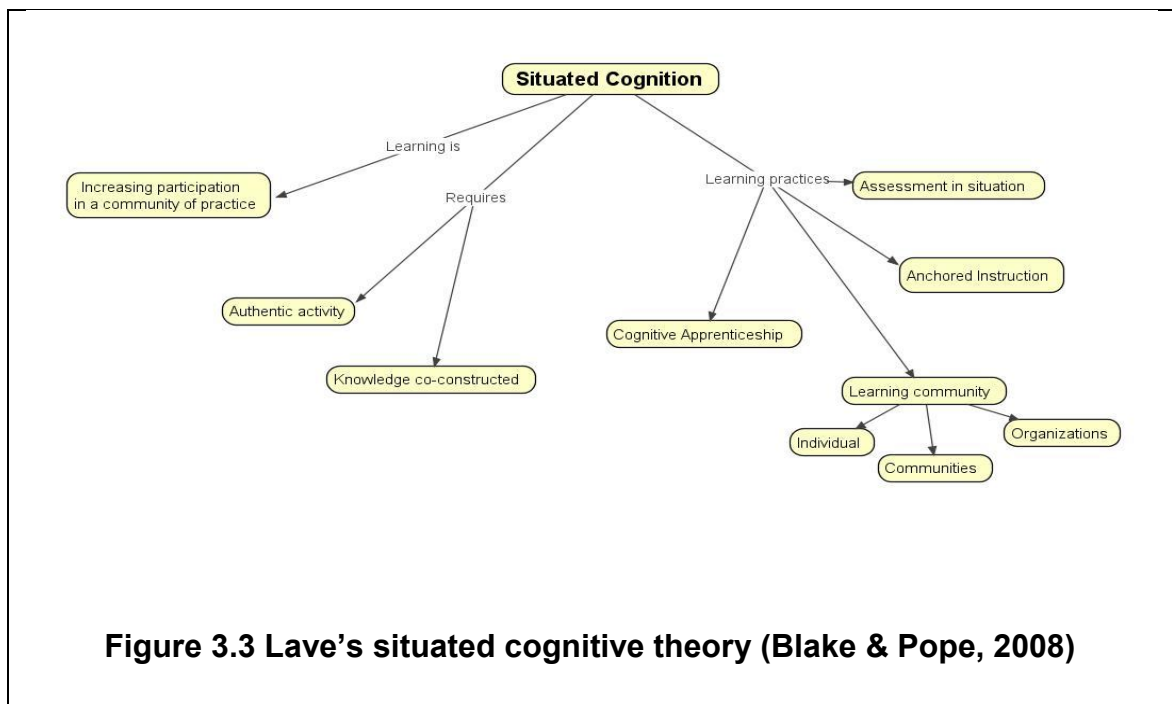 Situated Cognition
Learning is
Learning practices
Increasing participation
in a community of practice
Requires
Assessment in situation
Anchored Instruction
Authentic activity
Cognitive Apprenticeship
Knowledge co-constructed
Learning community
Individual
Organizations
Communities
Figure 3.3 Lave’s situated cognitive theory (Blake & Pope, 2008)